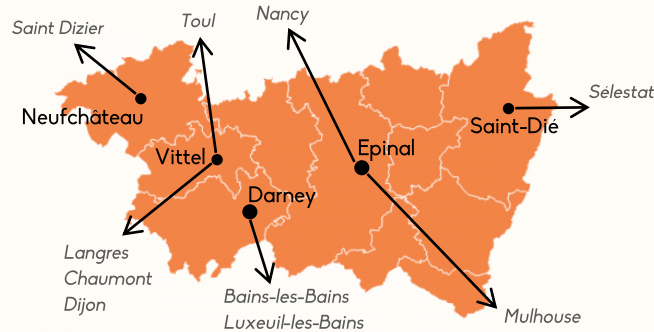 Saint Dizier
Toul
Nancy
Sélestat
Neufchâteau
Saint-Dié
Vittel
Epinal
Darney
Langres
Chaumont
Dijon
Bains-les-Bains
Luxeuil-les-Bains
Mulhouse